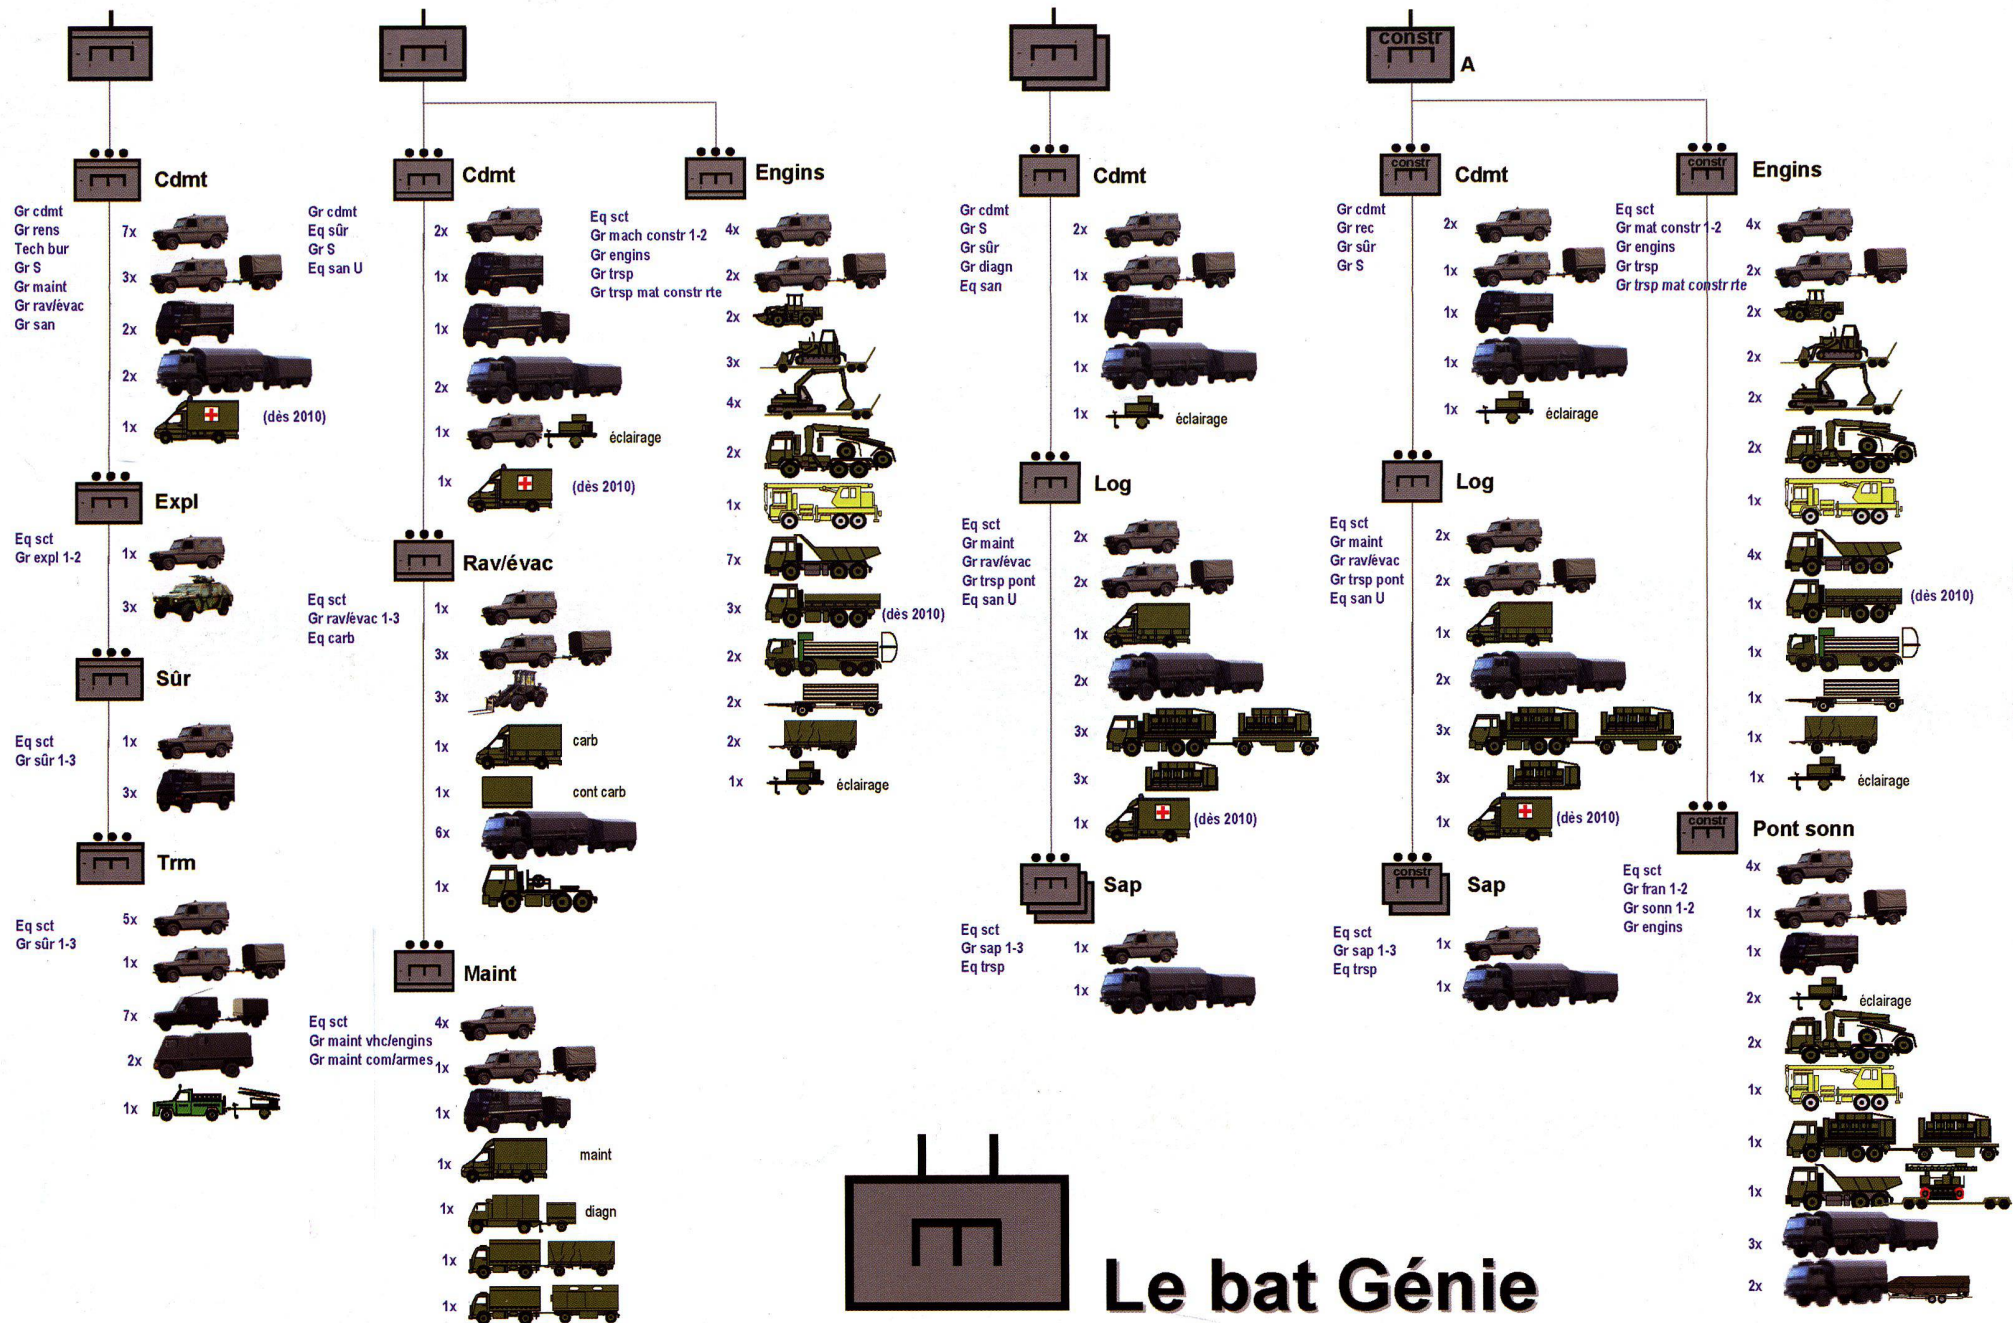 constr
A
Cdmt
Gr cdmt
Gr rens
Tech bur
Gr S
Gr maint
Gr rav/évac
Gr san
7x
3x
2x
2x
1x
(dès 2010)
Expl
Eq sct
Gr expl 1-2
1x
3x
Sûr
Eq sct
Gr sûr 1-3
1x
3x
Trm
Eq sct
Gr sûr 1-3
5x
1x
7x
2x
1x
Cdmt
Gr cdmt
Eq sûr
Gr S
Eq san U
2x
1x
1x
2x
1x
éclairage
1x
(dès 2010)
Rav/évac
Eq sct
Gr rav/évac 1-3
Eq carb
1x
3x
3x
1x
carb
1x
cont carb
6x
1x
Maint
Eq sct
Gr maint vhc/engins
Gr maint com/armes
4x
1x
1x
1x
maint
1x
diagn
1x
1x
Engins
Eq sct
Gr mach constr 1-2
Gr engins
Gr trsp
Gr trsp mat constr rte
4x
2x
2x
3x
4x
2x
1x
7x
3x
(dès 2010)
2x
2x
2x
1x
éclairage
Cdmt
Gr cdmt
Gr S
Gr sûr
Gr diagn
Eq san
2x
1x
1x
1x
1x
éclairage
Log
Eq sct
Gr maint
Gr rav/évac
Gr trsp pont
Eq san U
2x
2x
1x
2x
3x
3x
1x
(dès 2010)
Sap
Eq sct
Gr sap 1-3
Eq trsp
1x
1x
constr
Cdmt
Gr cdmt
Gr rec
Gr sûr
Gr S
2x
1x
1x
1x
1x
éclairage
Log
Eq sct
Gr maint
Gr rav/évac
Gr trsp pont
Eq san U
2x
2x
1x
2x
3x
3x
1x
(dès 2010)
constr
Sap
Eq sct
Gr sap 1-3
Eq trsp
1x
1x
constr
Engins
Eq sct
Gr mat constr 1-2
Gr engins
Gr trsp
Gr trsp mat constr rte
4x
2x
2x
2x
2x
2x
1x
4x
1x
(dès 2010)
1x
1x
1x
1x
éclairage
constr
Pont sonn
Eq sct
Gr fran 1-2
Gr sonn 1-2
Gr engins
4x
1x
1x
2x
éclairage
2x
1x
1x
1x
3x
2x
Le bat Génie